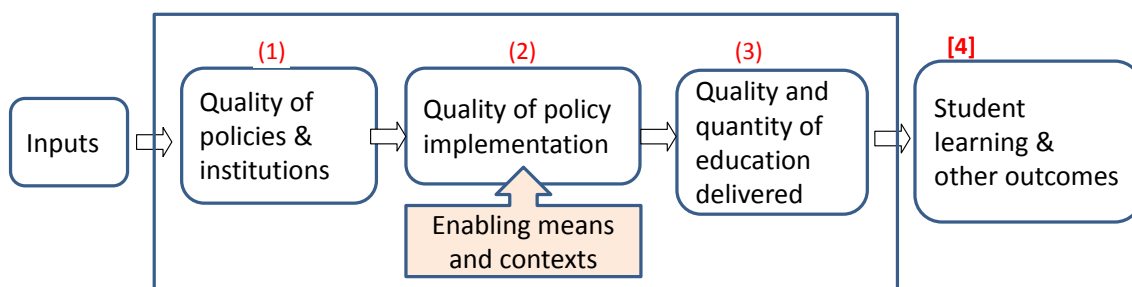 Inputs
(1)
Quality of
policies &
institutions
(2)
Quality of policy
implementation
Enabling means
and contexts
(3)
Quality and
quantity of
education
delivered
[4]
Student
learning &
other outcomes